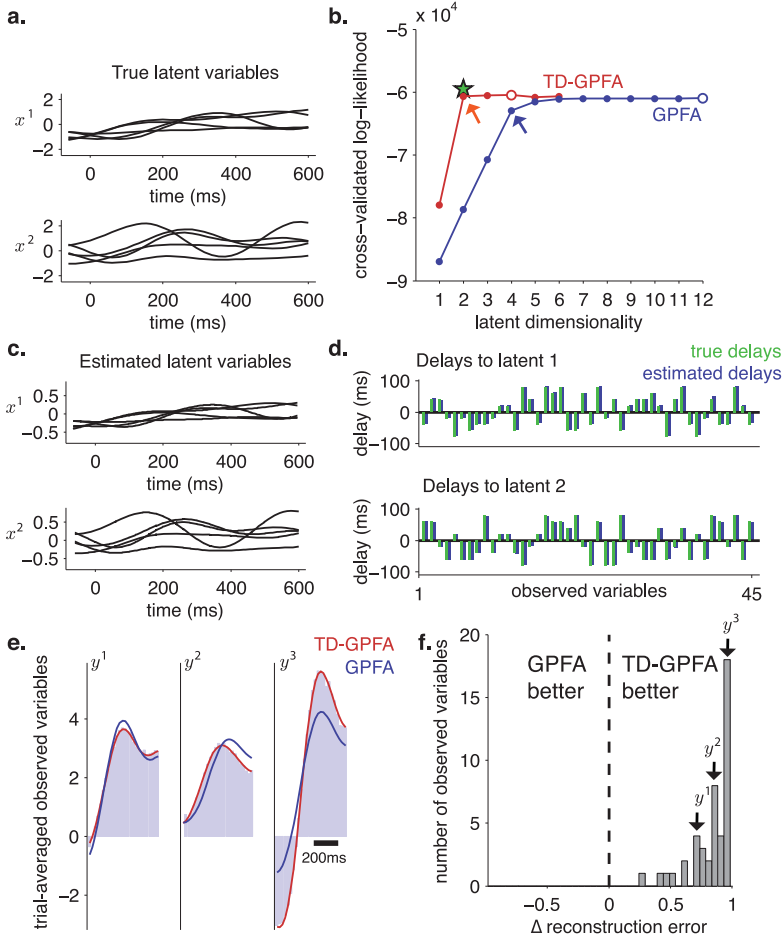 a.
True latent variables
x¹
2
0
−2
0 200 400 600
time (ms)
x²
2
0
−2
0 200 400 600
time (ms)
b.
x 10⁴
cross-validated log-likelihood
−5
−6
−7
−8
−9
TD-GPFA
GPFA
1 2 3 4 5 6 7 8 9 10 11 12
latent dimensionality
c.
Estimated latent variables
x¹
0.5
0
−0.5
0 200 400 600
time (ms)
x²
0.5
0
−0.5
0 200 400 600
time (ms)
d.
true delays
estimated delays
Delays to latent 1
delay (ms)
100
0
−100
Delays to latent 2
delay (ms)
100
0
−100
1 45
observed variables
e.
trial-averaged observed variables
y¹ y² y³
TD-GPFA
GPFA
4
2
0
−2
200ms
f.
number of observed variables
20
15
10
5
0
GPFA
better
TD-GPFA
better
y³
y²
y¹
−0.5 0 0.5 1
Δ reconstruction error